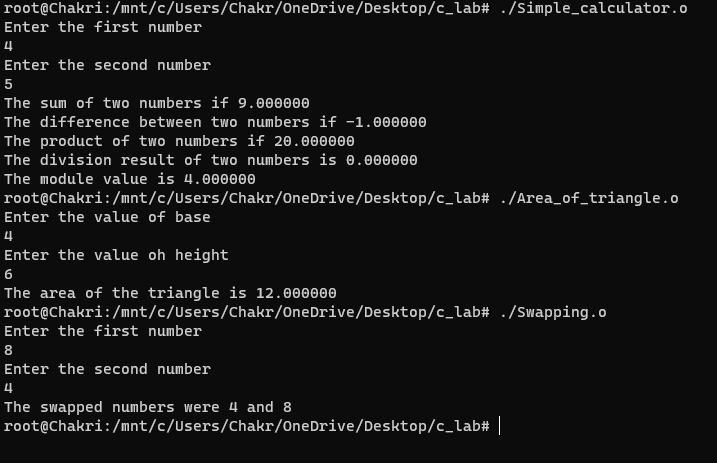 root@Chakri:/mnt/c/Users/Chakr/OneDrive/Desktop/c_lab# ./Simple_calculator.o
Enter the first number
4
Enter the second number
5
The sum of two numbers if 9.000000
The difference between two numbers if -1.000000
The product of two numbers if 20.000000
The division result of two numbers is 0.000000
The module value is 4.000000
root@Chakri:/mnt/c/Users/Chakr/OneDrive/Desktop/c_lab# ./Area_of_triangle.o
Enter the value of base
4
Enter the value oh height
6
The area of the triangle is 12.000000
root@Chakri:/mnt/c/Users/Chakr/OneDrive/Desktop/c_lab# ./Swapping.o
Enter the first number
8
Enter the second number
4
The swapped numbers were 4 and 8
root@Chakri:/mnt/c/Users/Chakr/OneDrive/Desktop/c_lab#